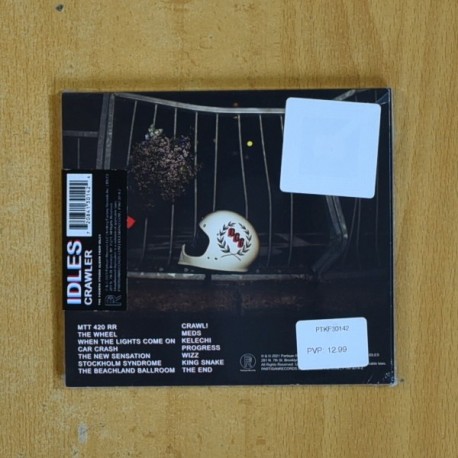 IDLES
CRAWLER
MTT 420 RR
THE WHEEL
WHEN THE LIGHTS COME ON
CAR CRASH
THE NEW SENSATION
STOCKHOLM SYNDROME
THE BEACHLAND BALLROOM
CRAWL!
MEDS
KELECHI
PROGRESS
WIZZ
KING SNAKE
THE END
PTKF30142
PVP: 12.99